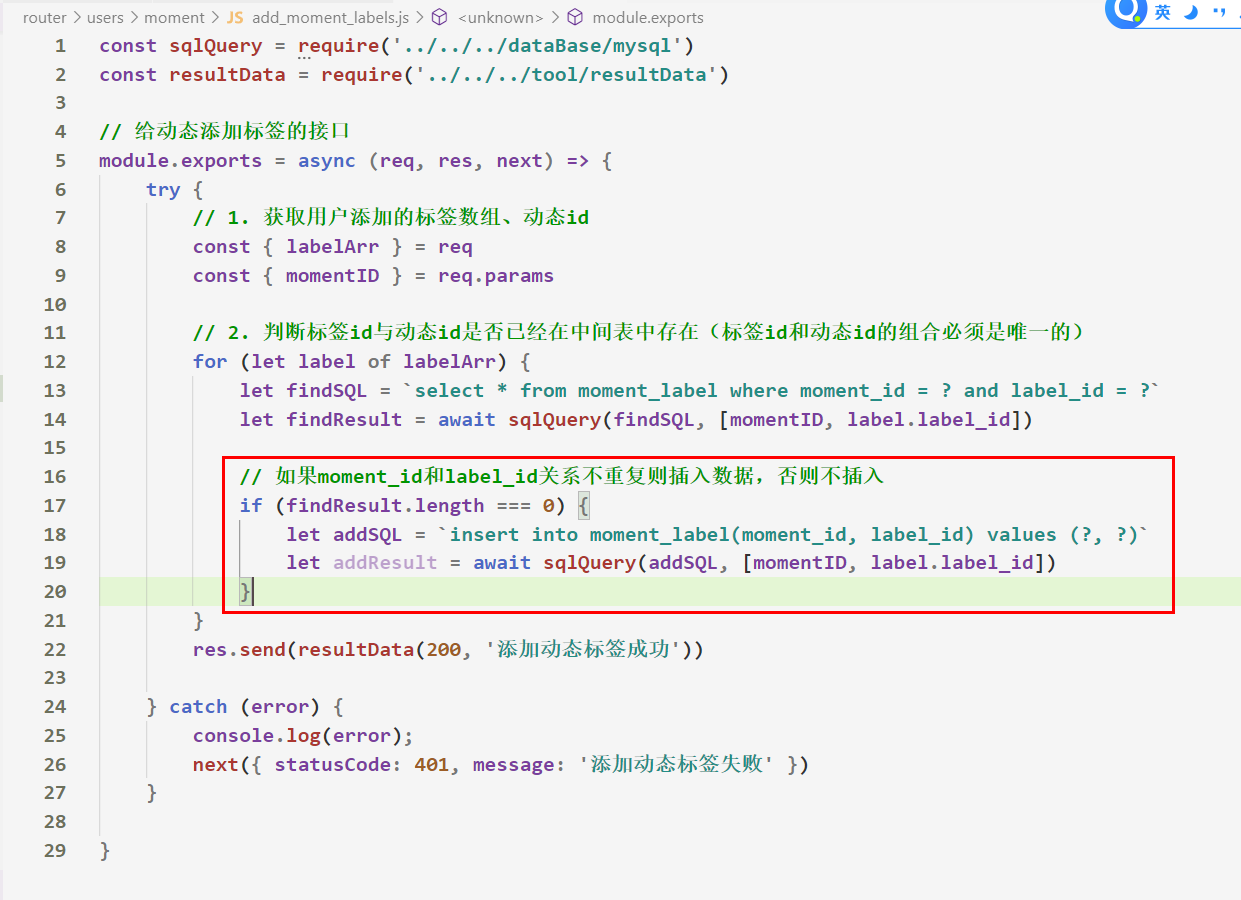 router > users > moment > JS add_moment_labels.js > <unknown> > module.exports
英
1 const sqlQuery = require('../../../dataBase/mysql')
2 const resultData = require('../../../tool/resultData')
3
4 // 给动态添加标签的接口
5 module.exports = async (req, res, next) => {
6 try {
7 // 1. 获取用户添加的标签数组、动态id
8 const { labelArr } = req
9 const { momentID } = req.params
10
11 // 2. 判断标签id与动态id是否已经在中间表中存在（标签id和动态id的组合必须是唯一的）
12 for (let label of labelArr) {
13 let findSQL = `select * from moment_label where moment_id = ? and label_id = ?`
14 let findResult = await sqlQuery(findSQL, [momentID, label.label_id])
15
16 // 如果moment_id和label_id关系不重复则插入数据，否则不插入
17 if (findResult.length === 0) {
18 let addSQL = `insert into moment_label(moment_id, label_id) values (?, ?)`
19 let addResult = await sqlQuery(addSQL, [momentID, label.label_id])
20 }
21 }
22 res.send(resultData(200, '添加动态标签成功'))
23
24 } catch (error) {
25 console.log(error);
26 next({ statusCode: 401, message: '添加动态标签失败' })
27 }
28
29 }